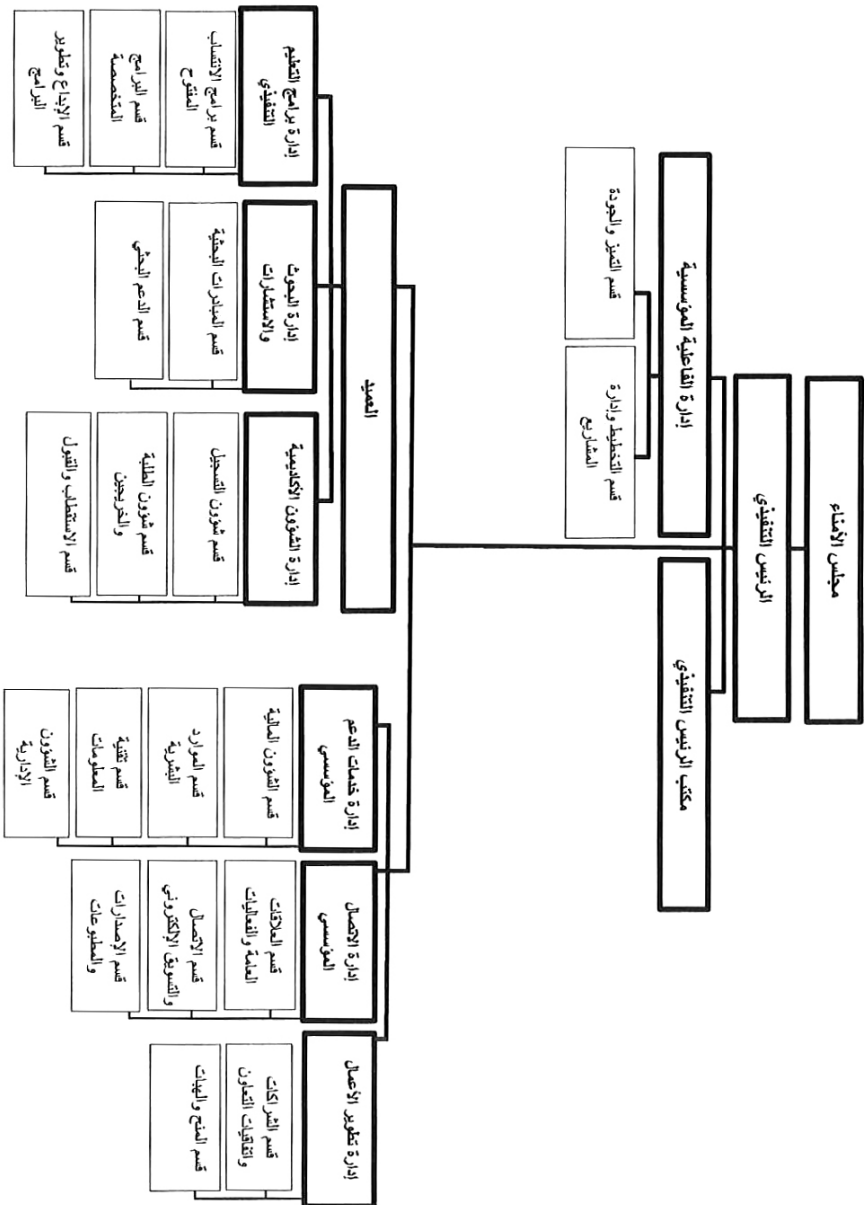 مجلس الأمناء
الرئيس التنفيذي
مكتب الرئيس التنفيذي
إدارة الفاعلية المؤسسية
قسم التخطيط وإدارة
المشاريع
قسم التميز والجودة
العميد
إدارة تطوير الأعمال
قسم الشراكات
واتفاقيات التعاون
قسم المنح والهبات
إدارة الاتصال
المؤسسي
قسم العلاقات
العامة والفعاليات
قسم الاتصال
والتسويق الإلكتروني
قسم الإصدارات
والمطبوعات
إدارة خدمات الدعم
المؤسسي
قسم الشؤون المالية
قسم الموارد
البشرية
قسم تقنية
المعلومات
قسم الشؤون
الإدارية
إدارة الشؤون الأكاديمية
قسم شؤون التسجيل
قسم شؤون الطلبة
والخريجين
قسم الاستقطاب والقبول
إدارة البحوث
والاستشارات
قسم المبادرات البحثية
قسم الدعم البحثي
إدارة برامج التعليم
التنفيذي
قسم برامج الانتساب
المفتوح
قسم البرامج
المتخصصة
قسم الإبداع وتطوير
البرامج